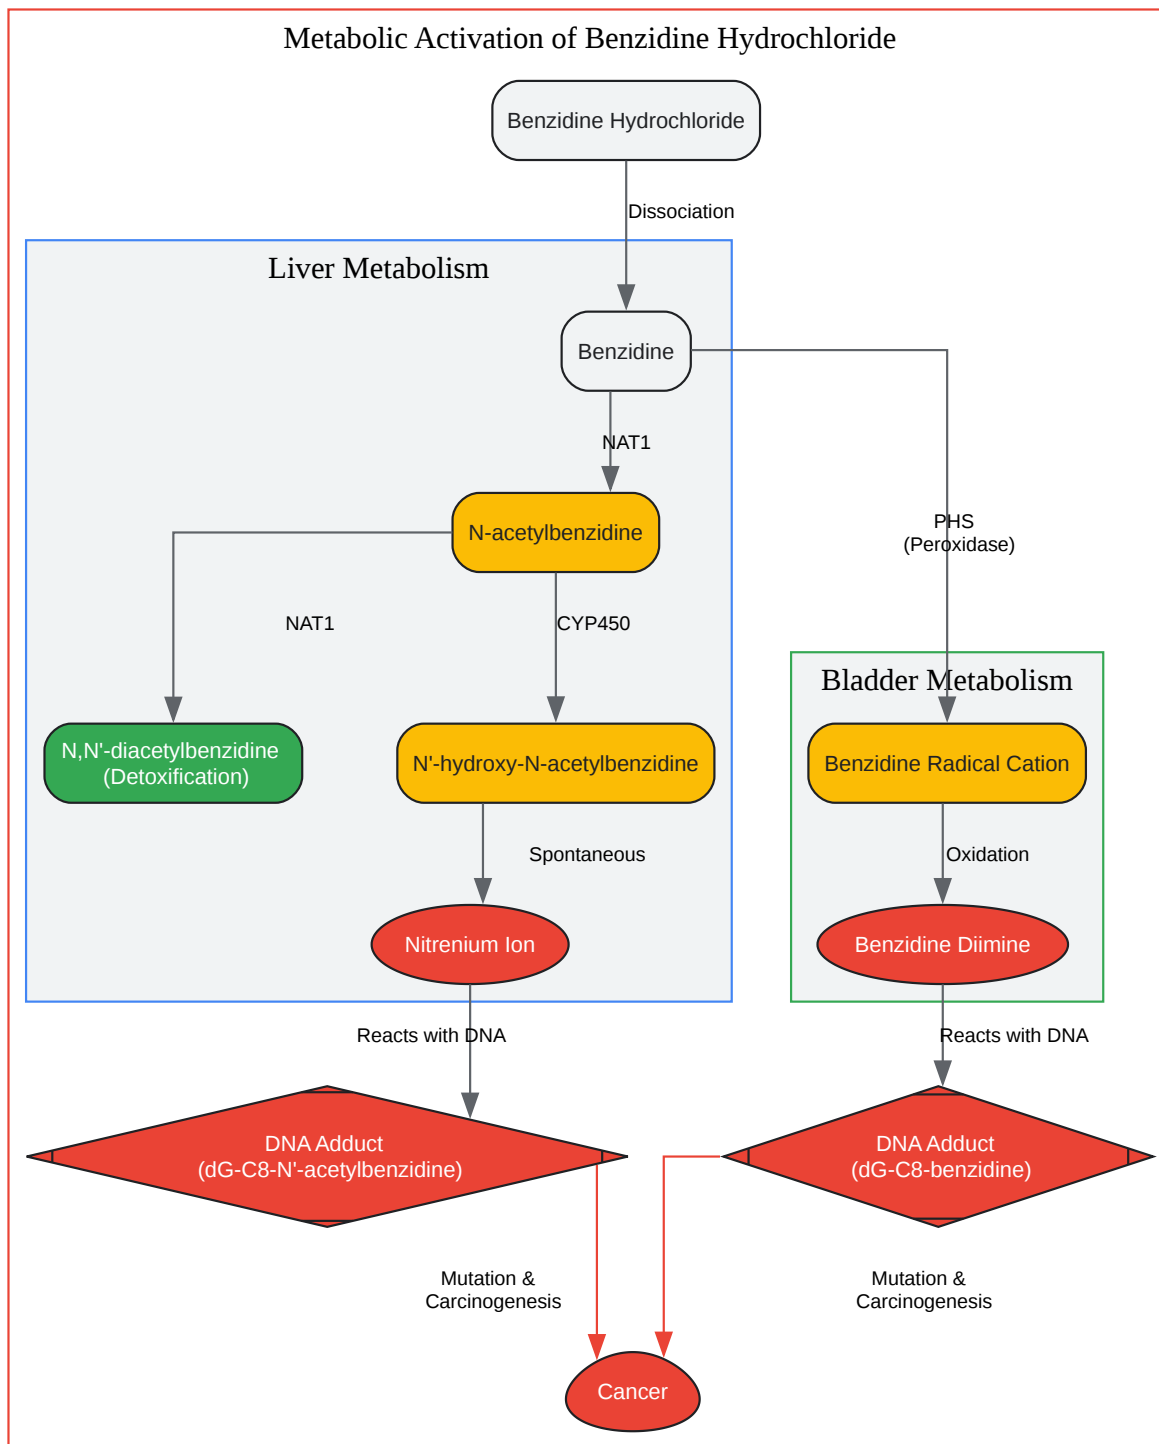 Metabolic Activation of Benzidine Hydrochloride
Benzidine Hydrochloride
Dissociation
Liver Metabolism
Benzidine
NAT1
PHS
(Peroxidase)
N-acetylbenzidine
NAT1
CYP450
Bladder Metabolism
N,N'-diacetylbenzidine
(Detoxification)
N'-hydroxy-N-acetylbenzidine
Benzidine Radical Cation
Spontaneous
Oxidation
Nitrenium Ion
Benzidine Diimine
Reacts with DNA
Reacts with DNA
DNA Adduct
(dG-C8-N'-acetylbenzidine)
DNA Adduct
(dG-C8-benzidine)
Mutation &
Carcinogenesis
Mutation &
Carcinogenesis
Cancer